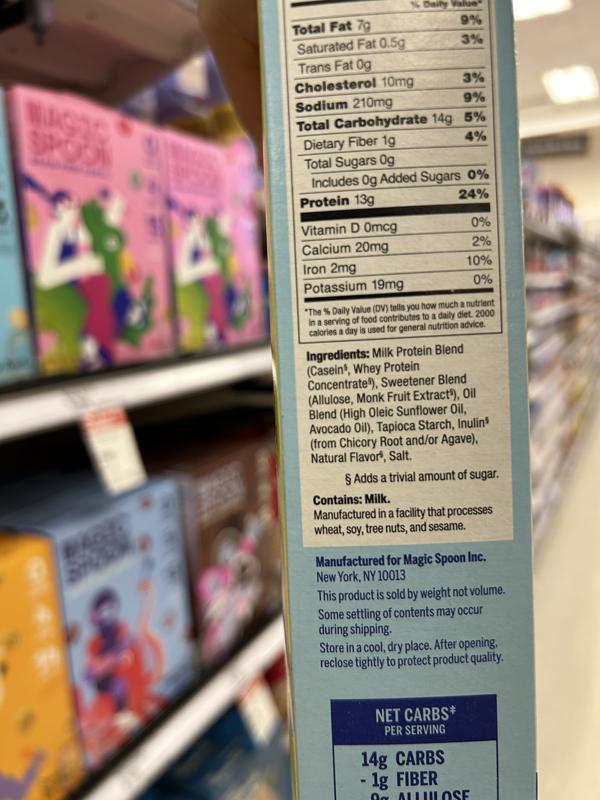 % Daily Value*
Total Fat 7g 9%
Saturated Fat 0.5g 3%
Trans Fat 0g
Cholesterol 10mg 3%
Sodium 210mg 9%
Total Carbohydrate 14g 5%
Dietary Fiber 1g 4%
Total Sugars 0g
Includes 0g Added Sugars 0%
Protein 13g 24%
Vitamin D 0mcg 0%
Calcium 20mg 2%
Iron 2mg 10%
Potassium 19mg 0%
*The % Daily Value (DV) tells you how much a nutrient
in a serving of food contributes to a daily diet. 2000
calories a day is used for general nutrition advice.
Ingredients: Milk Protein Blend
(Casein§, Whey Protein
Concentrate§), Sweetener Blend
(Allulose, Monk Fruit Extract§), Oil
Blend (High Oleic Sunflower Oil,
Avocado Oil), Tapioca Starch, Inulin§
(from Chicory Root and/or Agave),
Natural Flavor§, Salt.
§ Adds a trivial amount of sugar.
Contains: Milk.
Manufactured in a facility that processes
wheat, soy, tree nuts, and sesame.
Manufactured for Magic Spoon Inc.
New York, NY 10013
This product is sold by weight not volume.
Some settling of contents may occur
during shipping.
Store in a cool, dry place. After opening,
reclose tightly to protect product quality.
NET CARBS‡
PER SERVING
14g CARBS
- 1g FIBER
ALLULOSE
MAGIC
SPOON
MAGIC
SPOON
MAGIC
SPOON